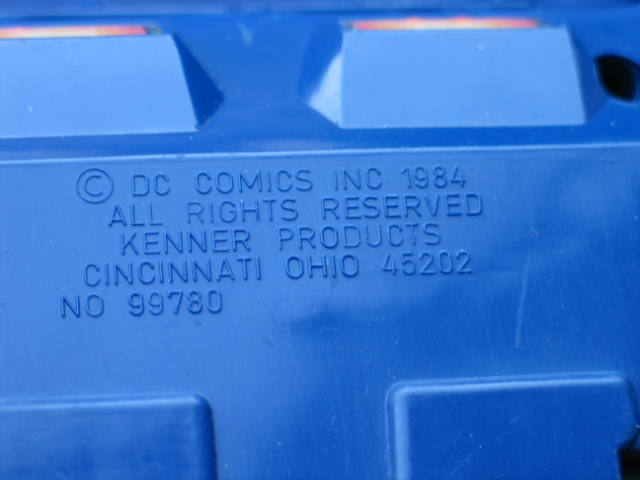 © DC COMICS INC 1984
ALL RIGHTS RESERVED
KENNER PRODUCTS
CINCINNATI OHIO 45202
NO 99780